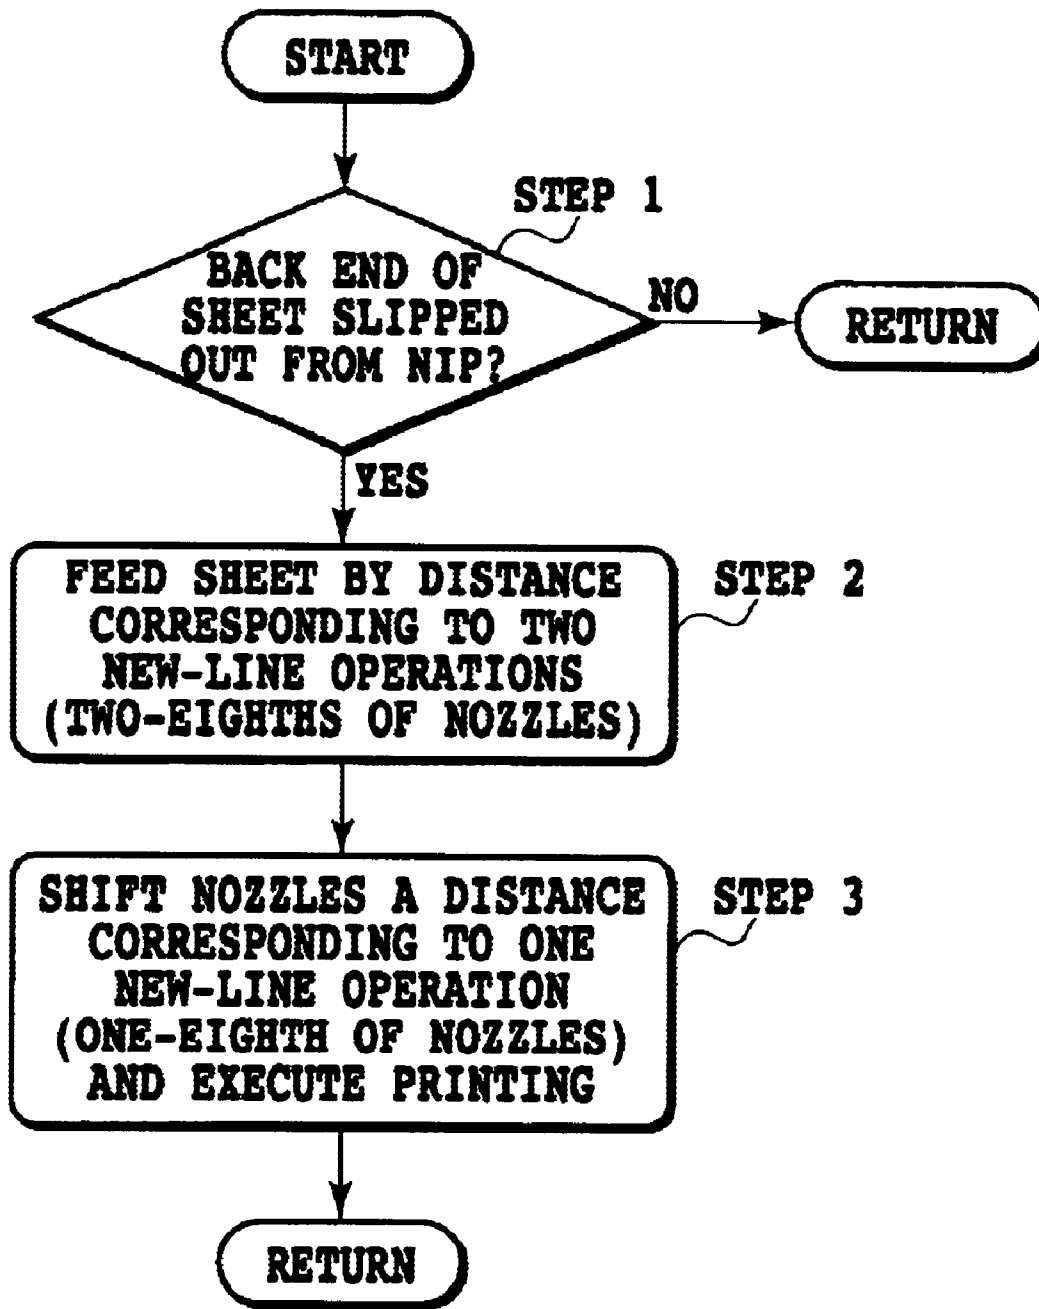 START
STEP 1
BACK END OF
SHEET SLIPPED
OUT FROM NIP?
NO
RETURN
YES
FEED SHEET BY DISTANCE
CORRESPONDING TO TWO
NEW-LINE OPERATIONS
(TWO-EIGHTHS OF NOZZLES)
STEP 2
SHIFT NOZZLES A DISTANCE
CORRESPONDING TO ONE
NEW-LINE OPERATION
(ONE-EIGHTH OF NOZZLES)
AND EXECUTE PRINTING
STEP 3
RETURN